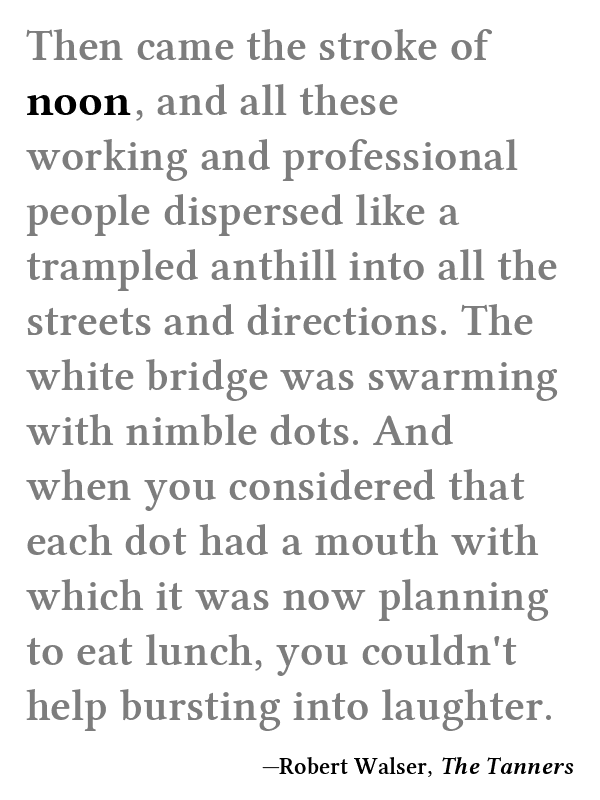 Then came the stroke of
noon, and all these
working and professional
people dispersed like a
trampled anthill into all the
streets and directions. The
white bridge was swarming
with nimble dots. And
when you considered that
each dot had a mouth with
which it was now planning
to eat lunch, you couldn't
help bursting into laughter.
—Robert Walser, The Tanners